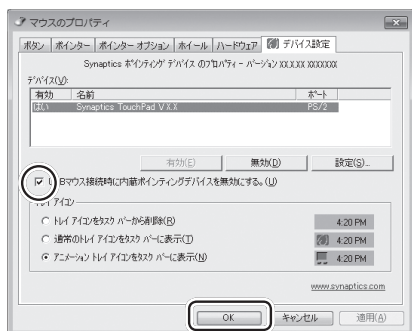 マウスのプロパティ
ボタン ポインター ポインター オプション ホイール ハードウェア デバイス設定
Synaptics ポインティング デバイス のプロパティ - バージョン XX.X.XX XXXXXXX
デバイス(V):
有効 名前 ポート
はい Synaptics TouchPad V X.X PS/2
有効(E) 無効(D) 設定(S)...
USBマウス接続時に内蔵ポインティングデバイスを無効にする。(U)
トレイ アイコン
トレイ アイコンをタスク バーから削除(R) 4:20 PM
通常のトレイ アイコンをタスク バーに表示(T) 4:20 PM
アニメーション トレイ アイコンをタスク バーに表示(N) 4:20 PM
www.synaptics.com
OK キャンセル 適用(A)